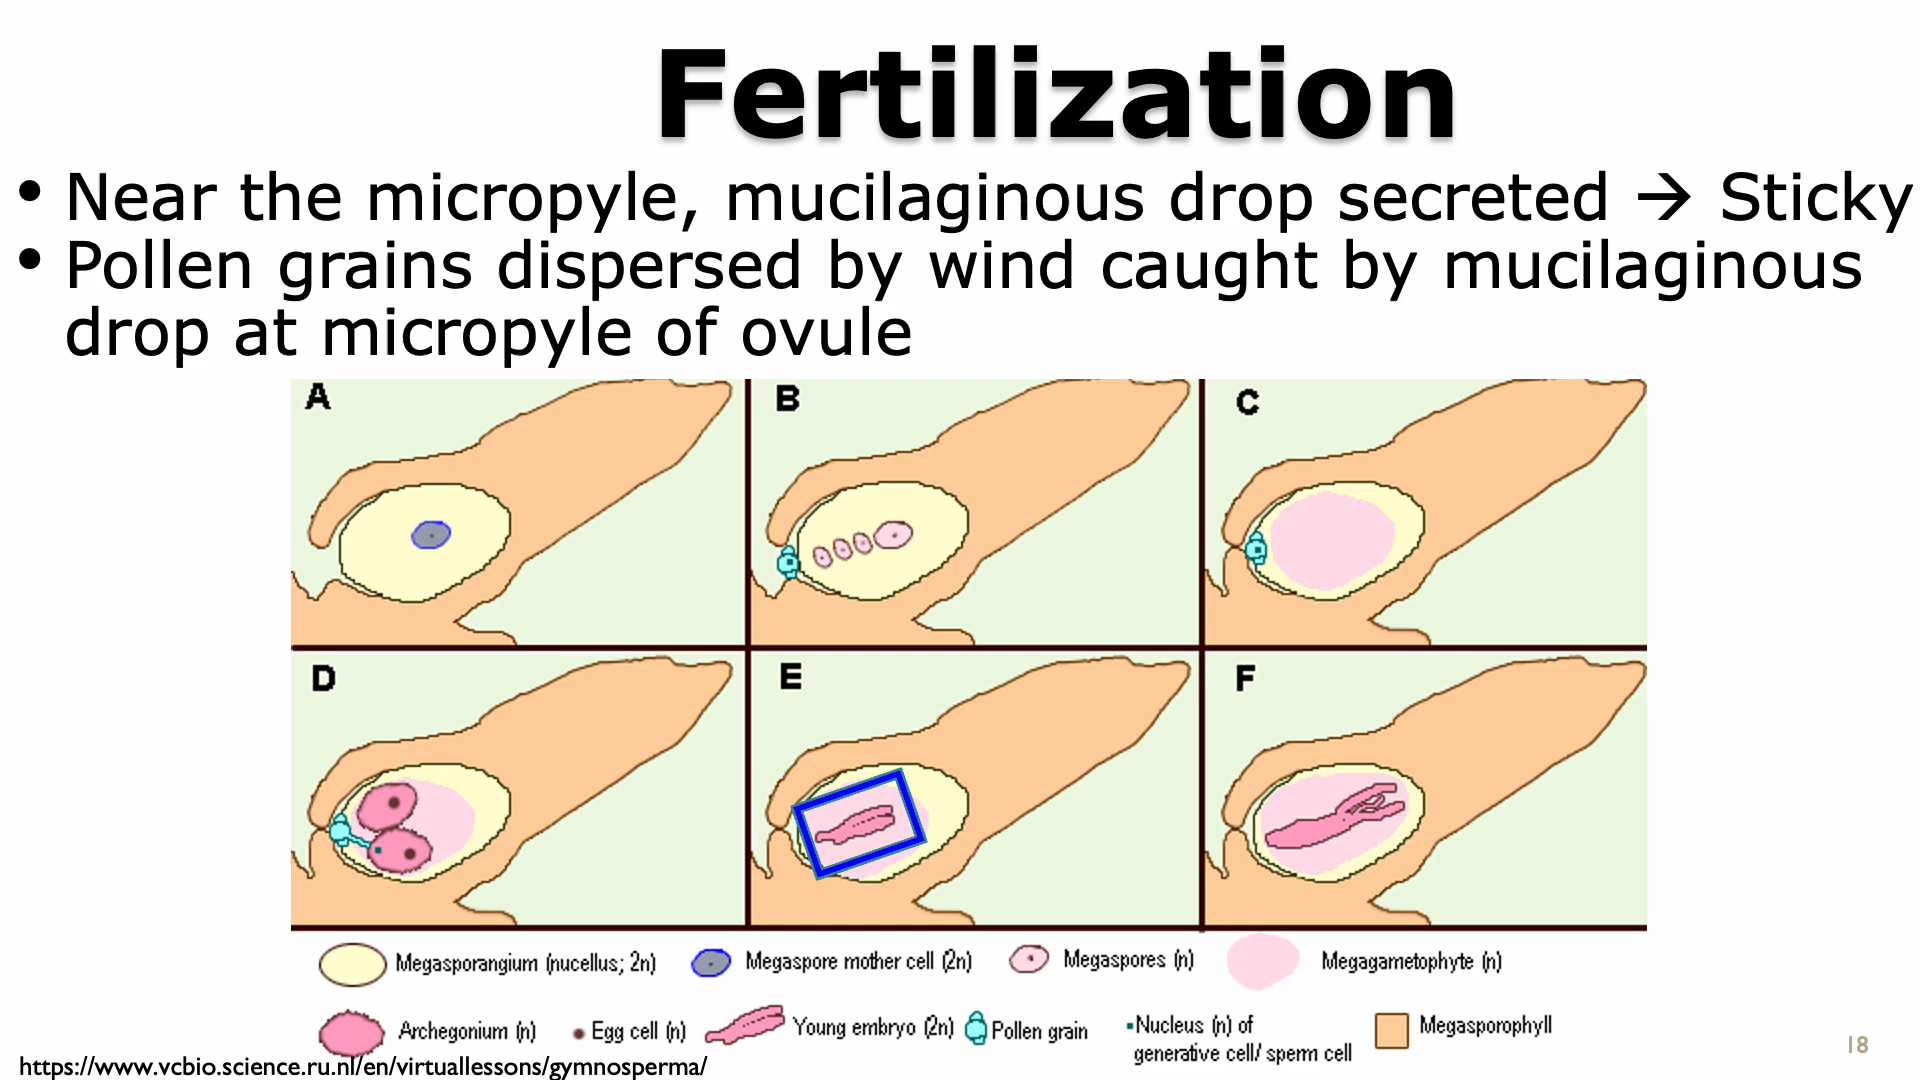 Fertilization
• Near the micropyle, mucilaginous drop secreted → Sticky
• Pollen grains dispersed by wind caught by mucilaginous
drop at micropyle of ovule
A
B
C
D
E
F
Megasporangium (nucellus; 2n)
Megaspore mother cell (2n)
Megaspores (n)
Megagametophyte (n)
Archegonium (n)
Egg cell (n)
Young embryo (2n)
Pollen grain
Nucleus (n) of
generative cell/ sperm cell
Megasporophyll
https://www.vcbio.science.ru.nl/en/virtuallessons/gymnosperma/
18